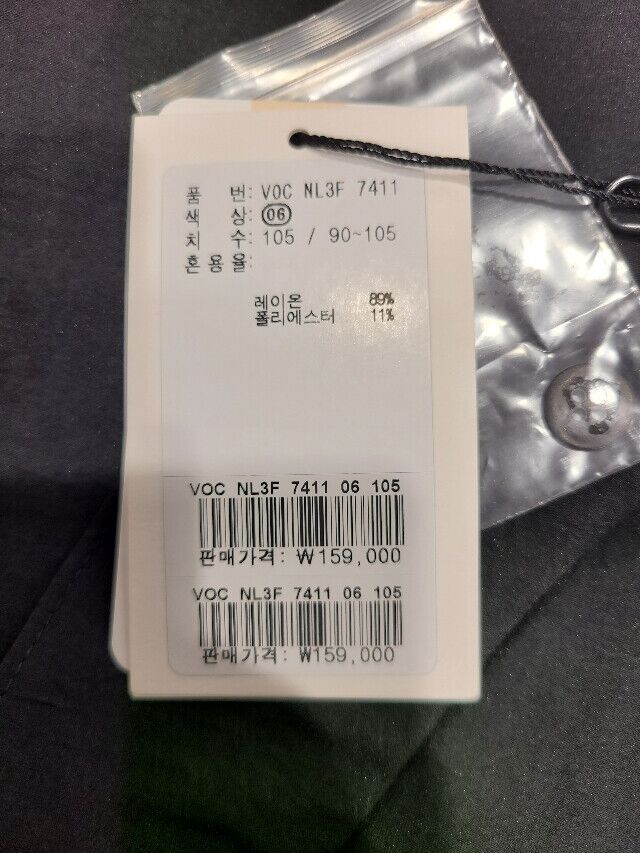 품 번: VOC NL3F 7411
색 상: 06
치 수: 105 / 90~105
혼 용 율:
레이온 89%
폴리에스터 11%
VOC NL3F 7411 06 105
판매가격: ₩159,000
VOC NL3F 7411 06 105
판매가격: ₩159,000